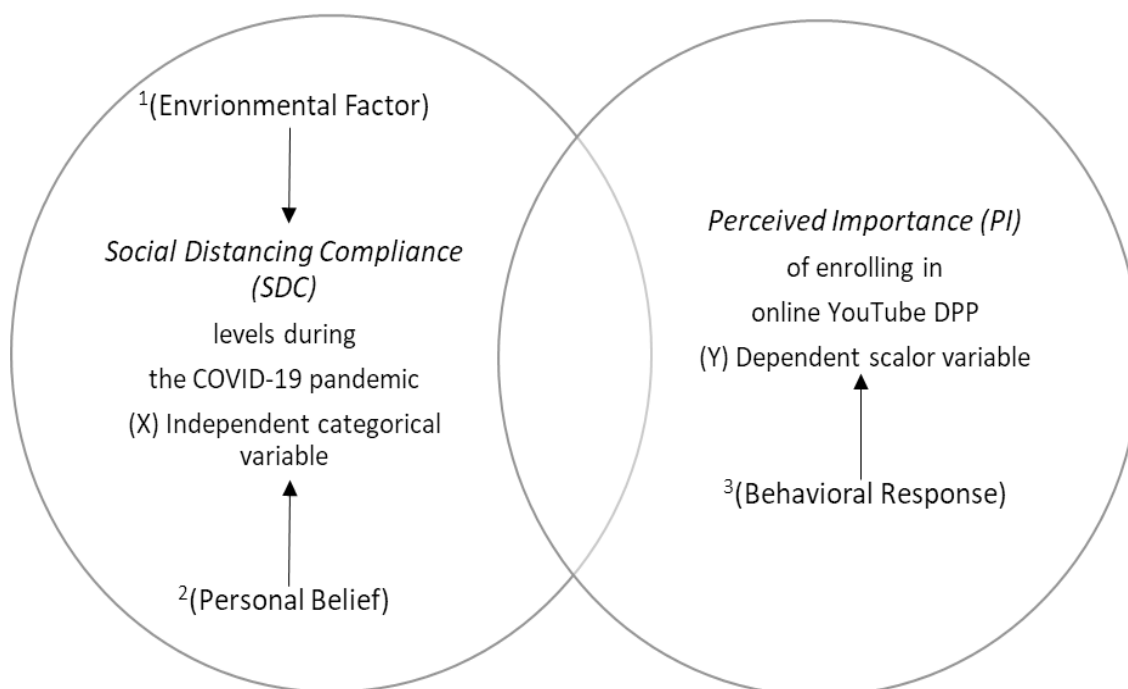 ¹(Envrionmental Factor)
Social Distancing Compliance
(SDC)
levels during
the COVID-19 pandemic
(X) Independent categorical
variable
²(Personal Belief)
Perceived Importance (PI)
of enrolling in
online YouTube DPP
(Y) Dependent scalor variable
³(Behavioral Response)